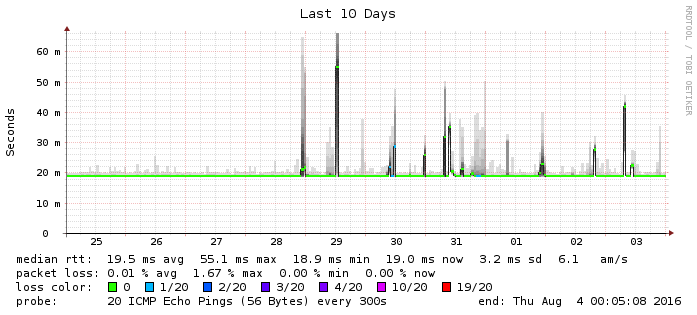 Last 10 Days
RRDTOOL / TOBI OETIKER
Seconds
60 m
50 m
40 m
30 m
20 m
10 m
0
25 26 27 28 29 30 31 01 02 03
median rtt: 19.5 ms avg 55.1 ms max 18.9 ms min 19.0 ms now 3.2 ms sd 6.1 am/s
packet loss: 0.01 % avg 1.67 % max 0.00 % min 0.00 % now
loss color: 0 1/20 2/20 3/20 4/20 10/20 19/20
probe: 20 ICMP Echo Pings (56 Bytes) every 300s end: Thu Aug 4 00:05:08 2016